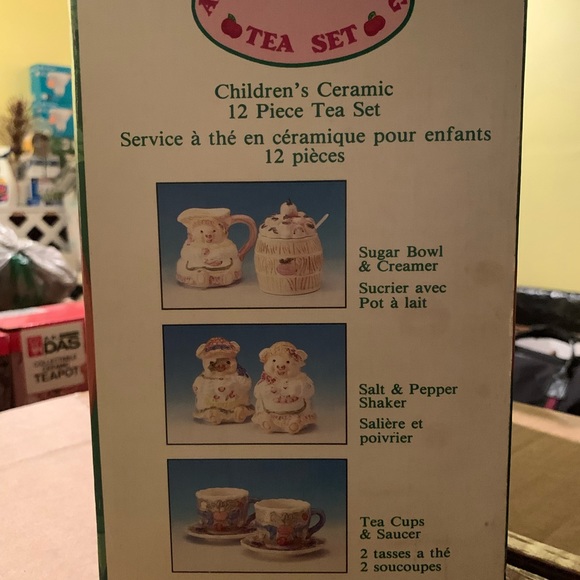 TEA SET
Children's Ceramic
12 Piece Tea Set
Service à thé en céramique pour enfants
12 pièces
Sugar Bowl
& Creamer
Sucrier avec
Pot à lait
Salt & Pepper
Shaker
Salière et
poivrier
Tea Cups
& Saucer
2 tasses a thé
2 soucoupes
DAS
COLLECTIBLE
TEAPOT